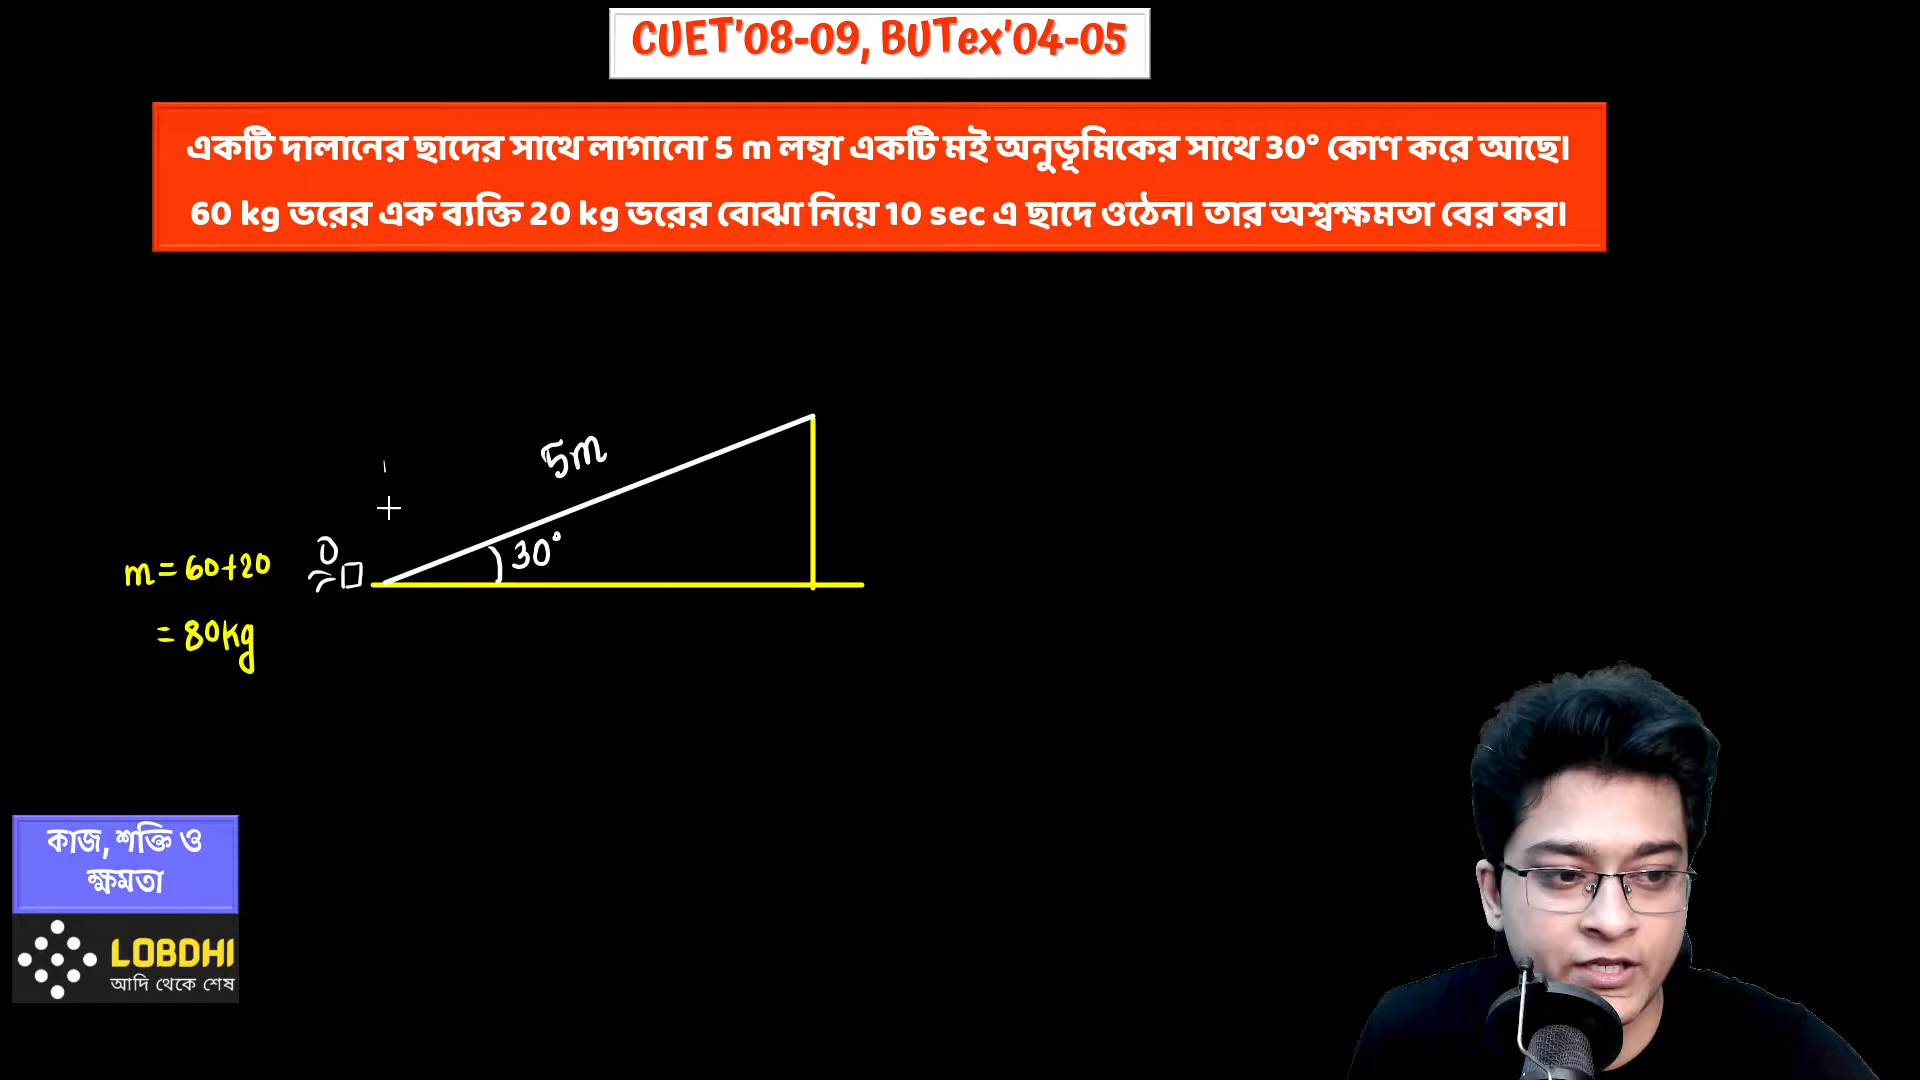 CUET'08-09, BUTex'04-05
একটি দালানের ছাদের সাথে লাগানো 5 m লম্বা একটি মই অনুভূমিকের সাথে 30° কোণ করে আছে।
60 kg ভরের এক ব্যক্তি 20 kg ভরের বোঝা নিয়ে 10 sec এ ছাদে ওঠেন। তার অশ্বক্ষমতা বের কর।
5m
30°
m = 60+20
= 80kg
কাজ, শক্তি ও
ক্ষমতা
LOBDHI
আদি থেকে শেষ